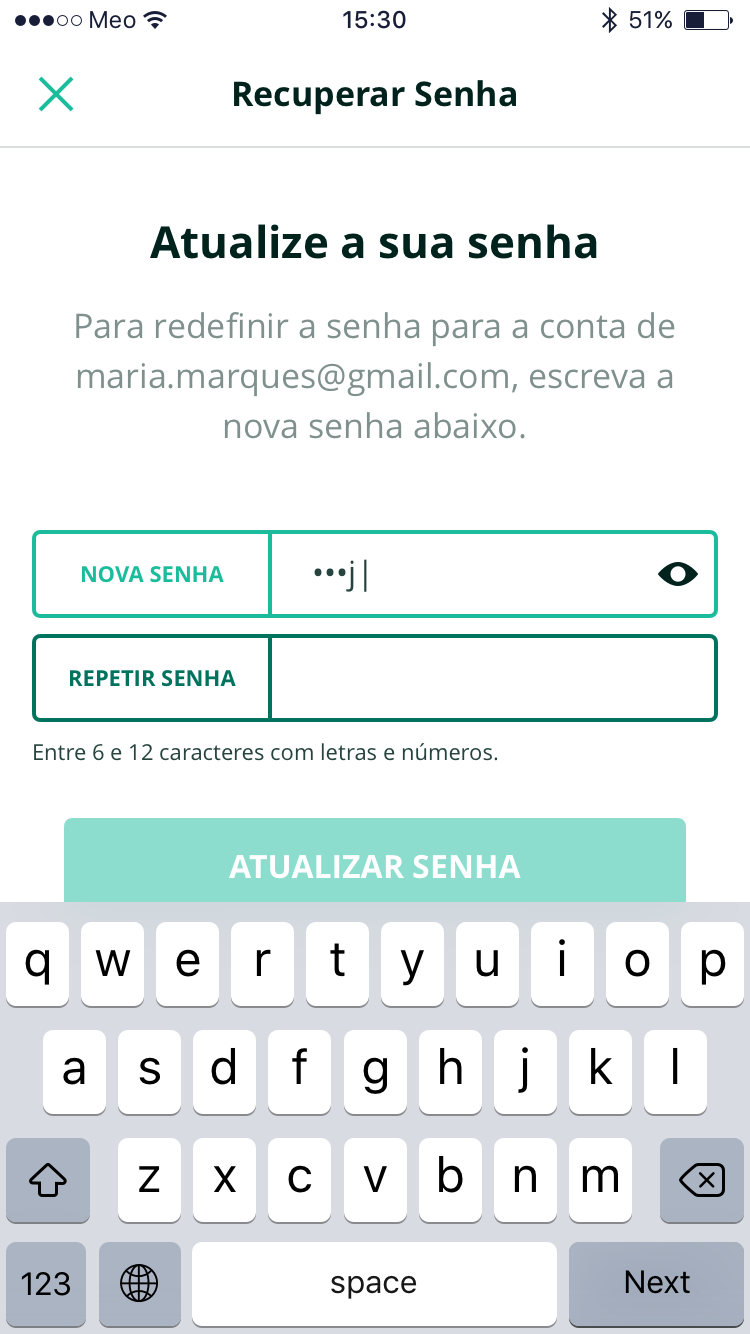 Meo 15:30 51%
Recuperar Senha
Atualize a sua senha
Para redefinir a senha para a conta de
maria.marques@gmail.com, escreva a
nova senha abaixo.
NOVA SENHA •••j|
REPETIR SENHA
Entre 6 e 12 caracteres com letras e números.
ATUALIZAR SENHA
q w e r t y u i o p
a s d f g h j k l
z x c v b n m
123 space Next